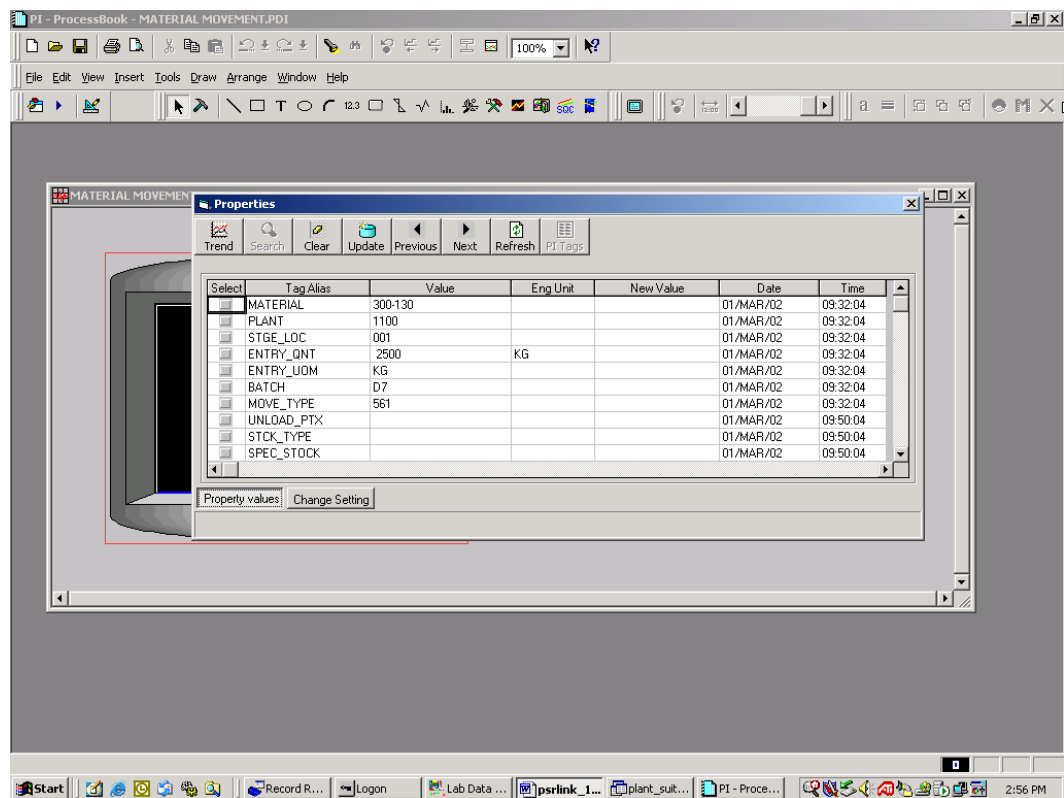 PI - ProcessBook - MATERIAL MOVEMENT.PDI
100%
File Edit View Insert Tools Draw Arrange Window Help
T 12.3 SQC a M
MATERIAL MOVEMENT
Properties
Trend Search Clear Update Previous Next Refresh PI Tags
Select Tag Alias Value Eng Unit New Value Date Time
MATERIAL 300-130 01/MAR/02 09:32:04
PLANT 1100 01/MAR/02 09:32:04
STGE_LOC 001 01/MAR/02 09:32:04
ENTRY_QNT 2500 KG 01/MAR/02 09:32:04
ENTRY_UOM KG 01/MAR/02 09:32:04
BATCH D7 01/MAR/02 09:32:04
MOVE_TYPE 561 01/MAR/02 09:32:04
UNLOAD_PTX 01/MAR/02 09:50:04
STCK_TYPE 01/MAR/02 09:50:04
SPEC_STOCK 01/MAR/02 09:50:04
Property values Change Setting
Start Record R... Logon Lab Data ... psrlink_1... plant_suit... PI - Proce... 2:56 PM